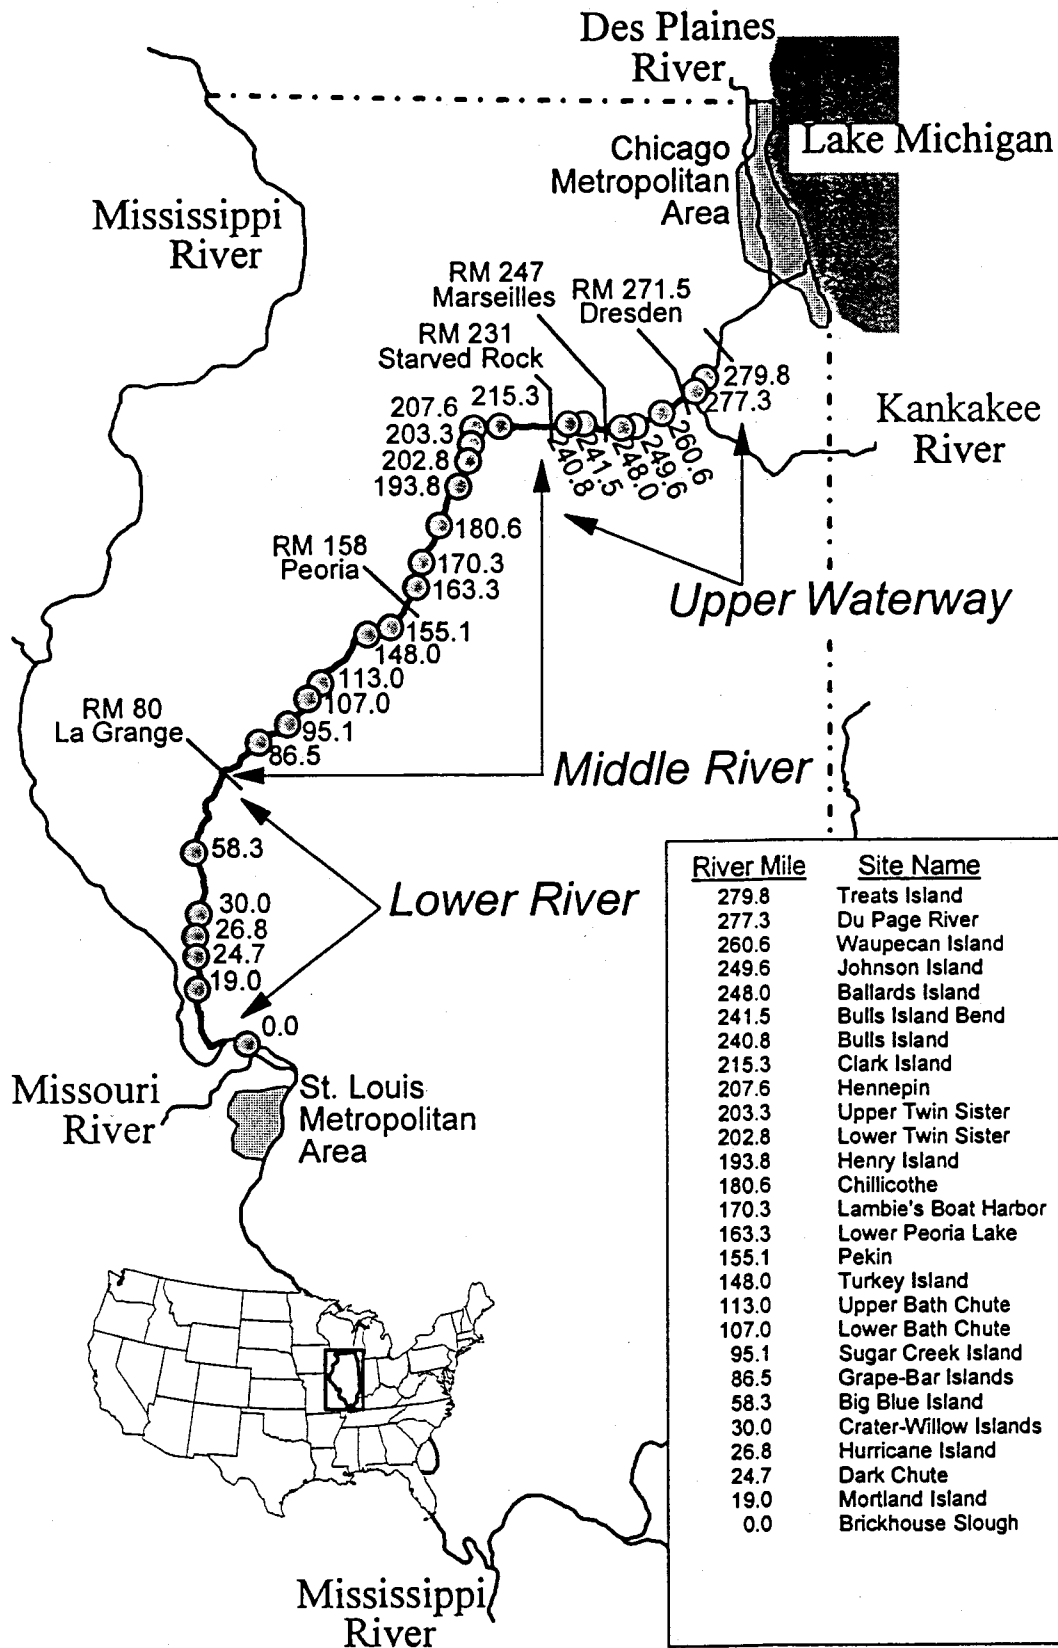 Des Plaines
River
Lake Michigan
Chicago
Metropolitan
Area
Mississippi
River
RM 247
Marseilles
RM 271.5
Dresden
RM 231
Starved Rock
279.8
277.3
Kankakee
River
260.6
249.6
248.0
241.5
240.8
215.3
207.6
203.3
202.8
193.8
180.6
170.3
163.3
RM 158
Peoria
155.1
148.0
Upper Waterway
113.0
107.0
95.1
86.5
RM 80
La Grange
Middle River
58.3
Lower River
30.0
26.8
24.7
19.0
0.0
Missouri
River
St. Louis
Metropolitan
Area
Mississippi
River
River Mile Site Name
279.8 Treats Island
277.3 Du Page River
260.6 Waupecan Island
249.6 Johnson Island
248.0 Ballards Island
241.5 Bulls Island Bend
240.8 Bulls Island
215.3 Clark Island
207.6 Hennepin
203.3 Upper Twin Sister
202.8 Lower Twin Sister
193.8 Henry Island
180.6 Chillicothe
170.3 Lambie's Boat Harbor
163.3 Lower Peoria Lake
155.1 Pekin
148.0 Turkey Island
113.0 Upper Bath Chute
107.0 Lower Bath Chute
95.1 Sugar Creek Island
86.5 Grape-Bar Islands
58.3 Big Blue Island
30.0 Crater-Willow Islands
26.8 Hurricane Island
24.7 Dark Chute
19.0 Mortland Island
0.0 Brickhouse Slough